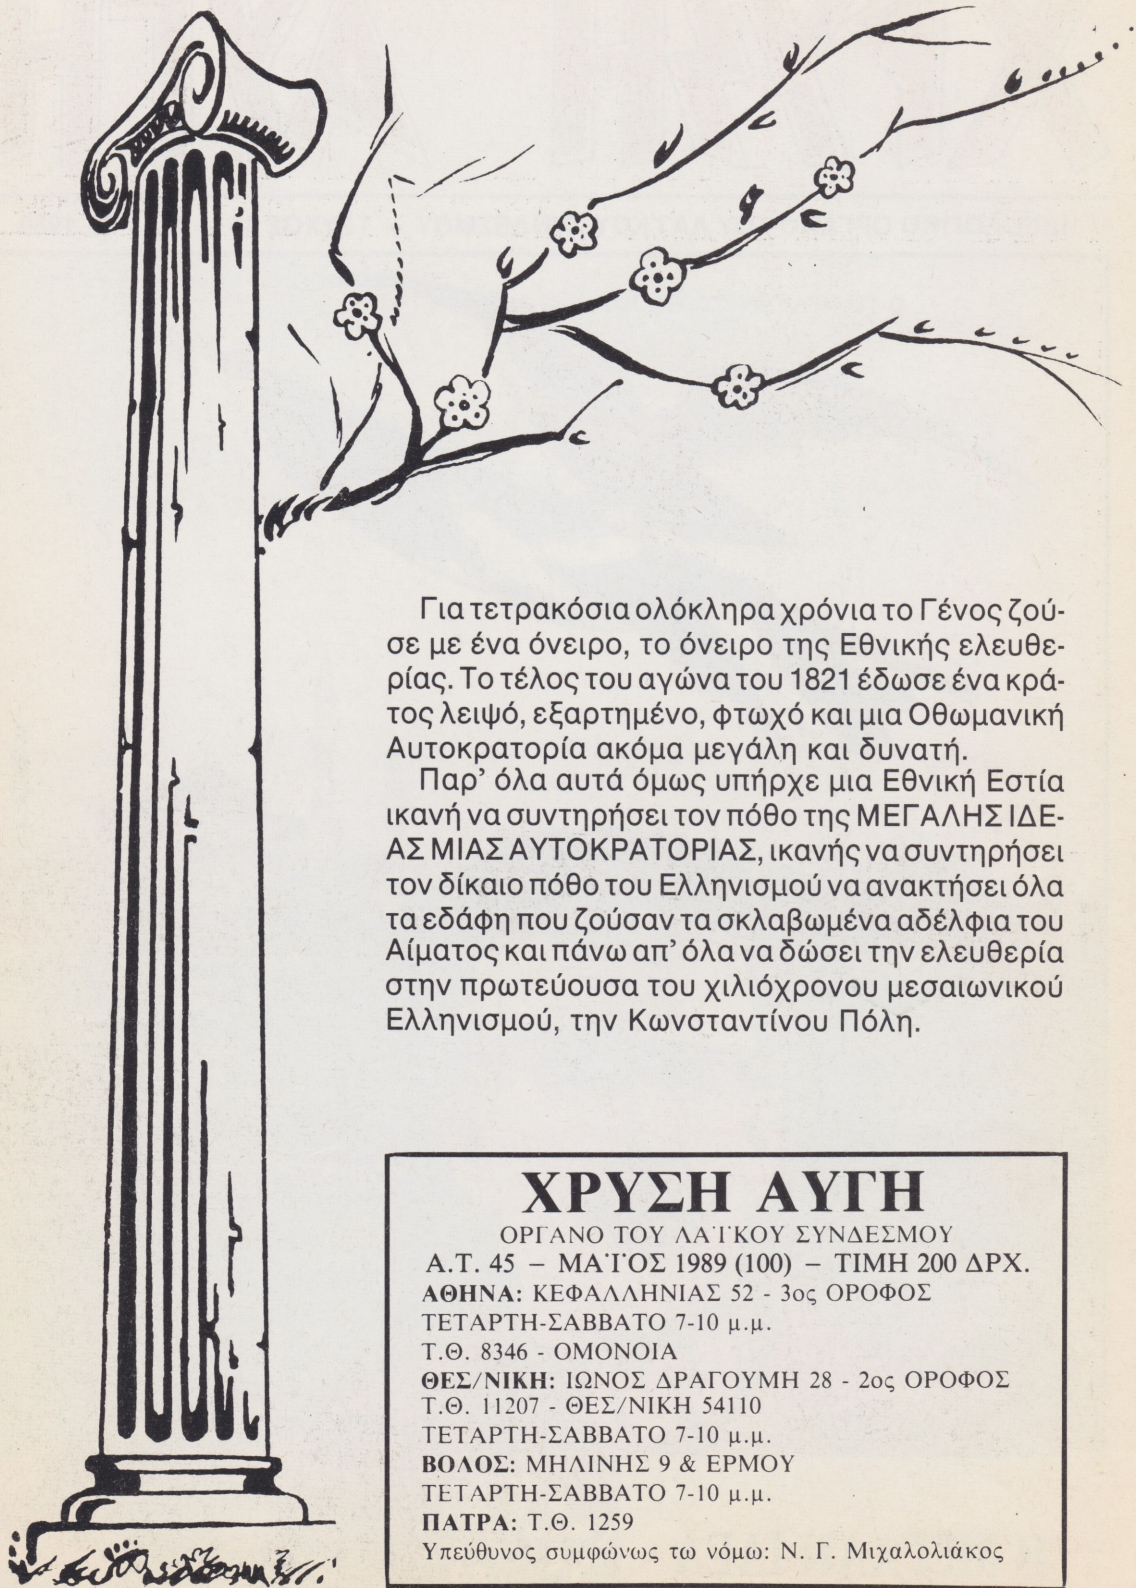 Για τετρακόσια ολόκληρα χρόνια το Γένος ζού-
σε με ένα όνειρο, το όνειρο της Εθνικής ελευθε-
ρίας. Το τέλος του αγώνα του 1821 έδωσε ένα κρά-
τος λειψό, εξαρτημένο, φτωχό και μια Οθωμανική
Αυτοκρατορία ακόμα μεγάλη και δυνατή.
Παρ’ όλα αυτά όμως υπήρχε μια Εθνική Εστία
ικανή να συντηρήσει τον πόθο της ΜΕΓΑΛΗΣ ΙΔΕ-
ΑΣ ΜΙΑΣ ΑΥΤΟΚΡΑΤΟΡΙΑΣ, ικανής να συντηρήσει
τον δίκαιο πόθο του Ελληνισμού να ανακτήσει όλα
τα εδάφη που ζούσαν τα σκλαβωμένα αδέλφια του
Αίματος και πάνω απ’ όλα να δώσει την ελευθερία
στην πρωτεύουσα του χιλιόχρονου μεσαιωνικού
Ελληνισμού, την Κωνσταντίνου Πόλη.
ΧΡΥΣΗ ΑΥΓΗ
ΟΡΓΑΝΟ ΤΟΥ ΛΑΪΚΟΥ ΣΥΝΔΕΣΜΟΥ
Α.Τ. 45 – ΜΑΪΟΣ 1989 (100) – ΤΙΜΗ 200 ΔΡΧ.
ΑΘΗΝΑ: ΚΕΦΑΛΛΗΝΙΑΣ 52 - 3ος ΟΡΟΦΟΣ
ΤΕΤΑΡΤΗ-ΣΑΒΒΑΤΟ 7-10 μ.μ.
Τ.Θ. 8346 - ΟΜΟΝΟΙΑ
ΘΕΣ/ΝΙΚΗ: ΙΩΝΟΣ ΔΡΑΓΟΥΜΗ 28 - 2ος ΟΡΟΦΟΣ
Τ.Θ. 11207 - ΘΕΣ/ΝΙΚΗ 54110
ΤΕΤΑΡΤΗ-ΣΑΒΒΑΤΟ 7-10 μ.μ.
ΒΟΛΟΣ: ΜΗΛΙΝΗΣ 9 & ΕΡΜΟΥ
ΤΕΤΑΡΤΗ-ΣΑΒΒΑΤΟ 7-10 μ.μ.
ΠΑΤΡΑ: Τ.Θ. 1259
Υπεύθυνος συμφώνως τω νόμω: Ν. Γ. Μιχαλολιάκος